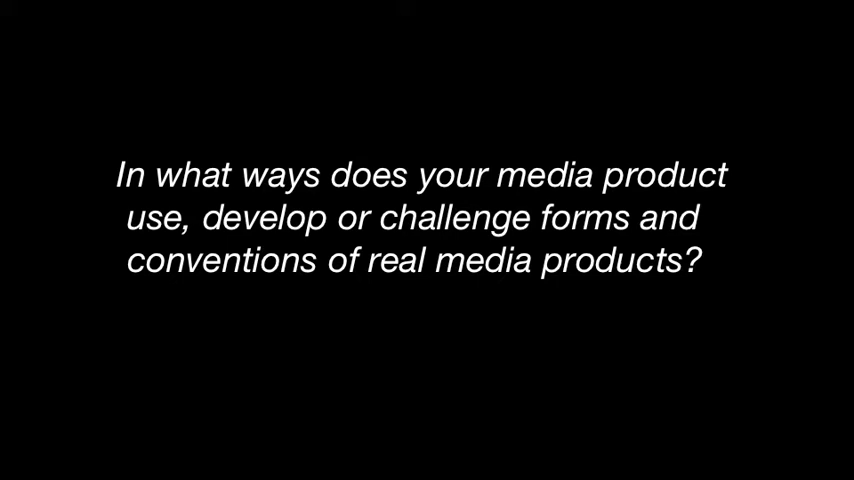 In what ways does your media product
use, develop or challenge forms and
conventions of real media products?